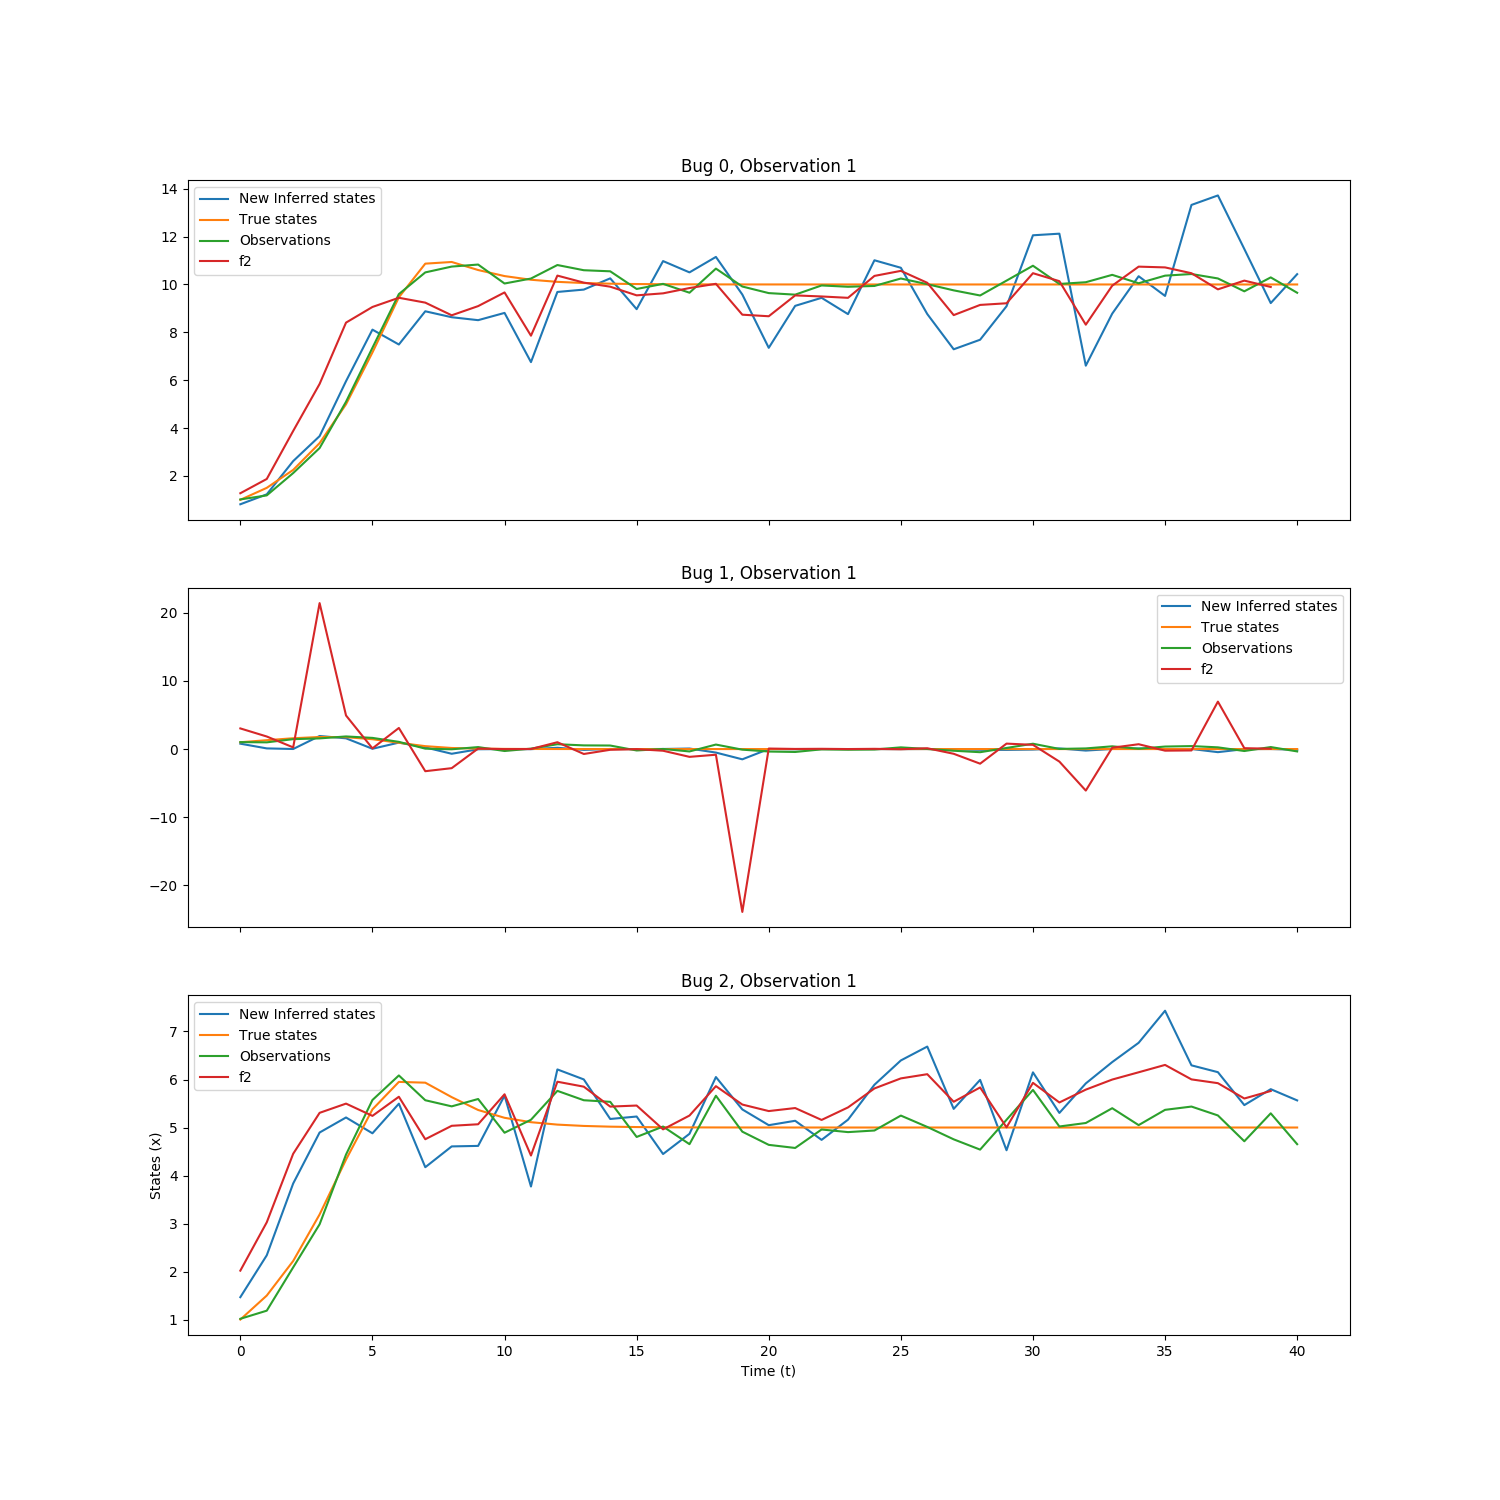 Bug 0, Observation 1
14
12
10
8
6
4
2
New Inferred states
True states
Observations
f2
Bug 1, Observation 1
20
10
0
−10
−20
New Inferred states
True states
Observations
f2
Bug 2, Observation 1
States (x)
7
6
5
4
3
2
1
New Inferred states
True states
Observations
f2
0 5 10 15 20 25 30 35 40
Time (t)